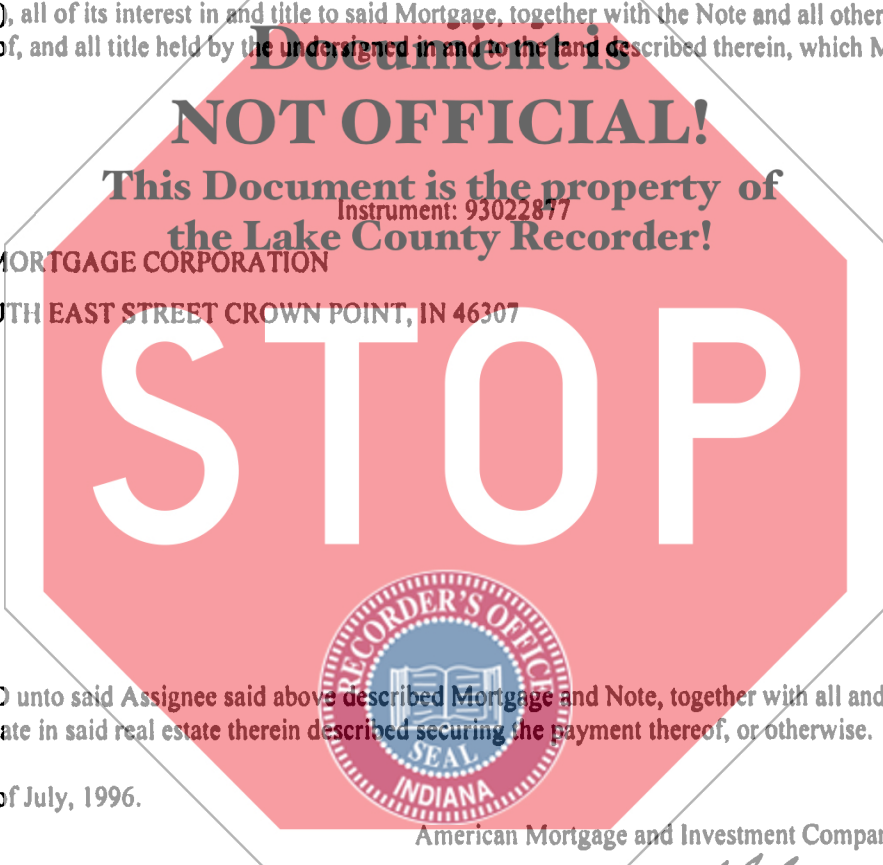 ), all of its interest in and title to said Mortgage, together with the Note and all other
of, and all title held by the undersigned in and to the land described therein, which M
Document is
NOT OFFICIAL!
This Document is the property of
Instrument: 93022877
the Lake County Recorder!
MORTGAGE CORPORATION
UTH EAST STREET CROWN POINT, IN 46307
STOP
RECORDER'S OFFICE
SEAL
INDIANA
O unto said Assignee said above described Mortgage and Note, together with all and
ate in said real estate therein described securing the payment thereof, or otherwise.
of July, 1996.
American Mortgage and Investment Compan